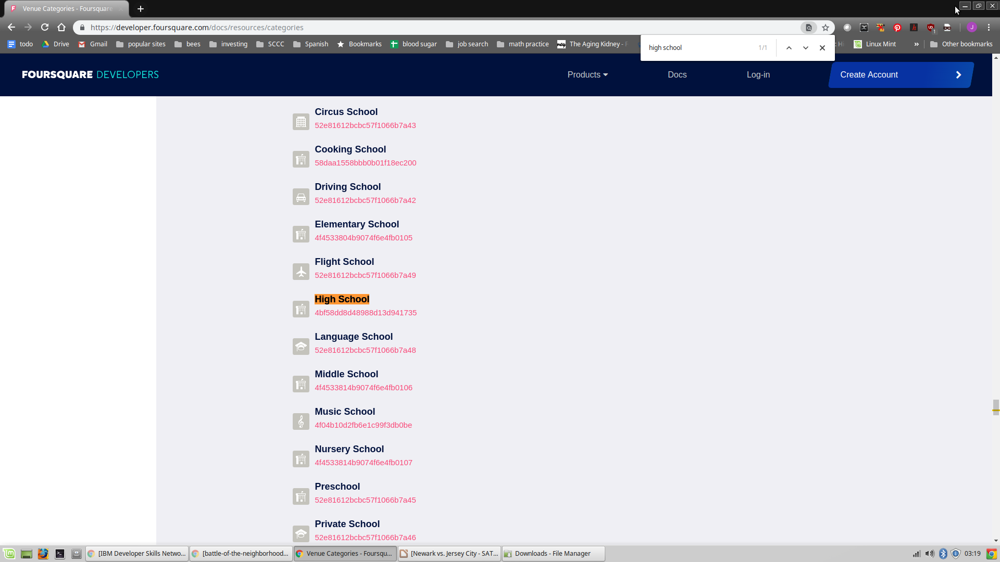 Venue Categories - Foursquare
https://developer.foursquare.com/docs/resources/categories
todo Drive Gmail popular sites bees investing SCCC Spanish Bookmarks blood sugar job search math practice The Aging Kidney - Linux Mint » Other bookmarks
high school 1/1
FOURSQUARE DEVELOPERS Products Docs Log-in Create Account
Circus School
52e81612bcbc57f1066b7a43
Cooking School
58daa1558bbb0b01f18ec200
Driving School
52e81612bcbc57f1066b7a42
Elementary School
4f4533804b9074f6e4fb0105
Flight School
52e81612bcbc57f1066b7a49
High School
4bf58dd8d48988d13d941735
Language School
52e81612bcbc57f1066b7a48
Middle School
4f4533814b9074f6e4fb0106
Music School
4f04b10d2fb6e1c99f3db0be
Nursery School
4f4533814b9074f6e4fb0107
Preschool
52e81612bcbc57f1066b7a45
Private School
52e81612bcbc57f1066b7a46
[IBM Developer Skills Netwo... [battle-of-the-neighborhood... Venue Categories - Foursqu... [Newark vs. Jersey City - SAT... Downloads - File Manager 03:19